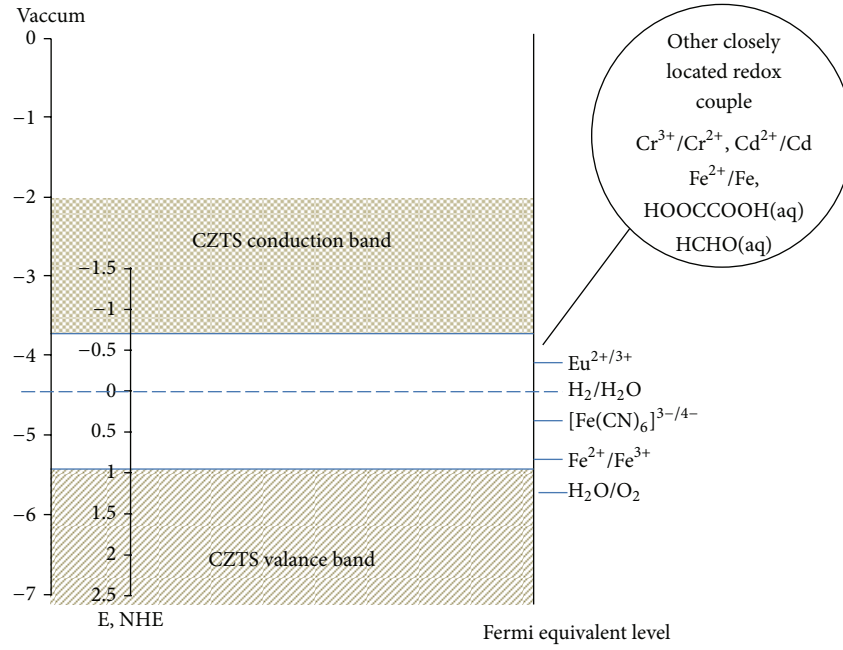 Vaccum
0
−1
−2
−3
−4
−5
−6
−7
CZTS conduction band
−1.5
−1
−0.5
0
0.5
1
1.5
2
2.5
CZTS valance band
E, NHE
Other closely
located redox
couple
Cr³⁺/Cr²⁺, Cd²⁺/Cd
Fe²⁺/Fe,
HOOCCOOH(aq)
HCHO(aq)
Eu²⁺/³⁺
H₂/H₂O
[Fe(CN)₆]³⁻/⁴⁻
Fe²⁺/Fe³⁺
H₂O/O₂
Fermi equivalent level